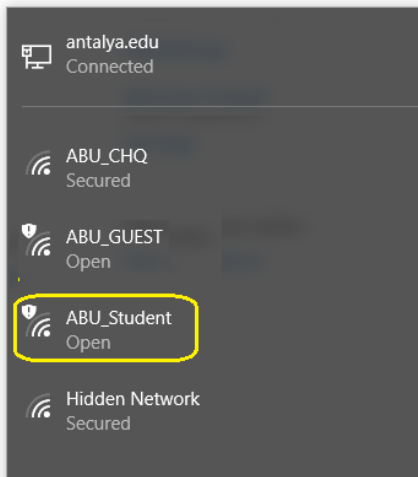 antalya.edu
Connected
ABU_CHQ
Secured
ABU_GUEST
Open
ABU_Student
Open
Hidden Network
Secured